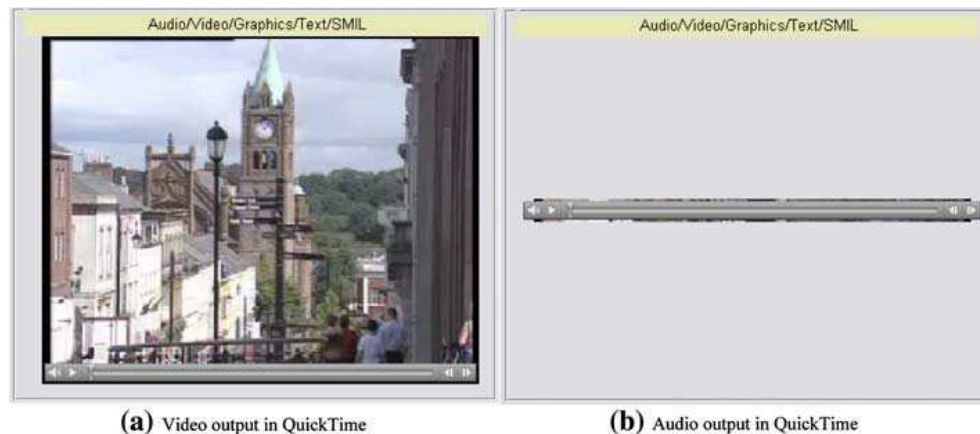 Audio/Video/Graphics/Text/SMIL
Audio/Video/Graphics/Text/SMIL
(a) Video output in QuickTime
(b) Audio output in QuickTime